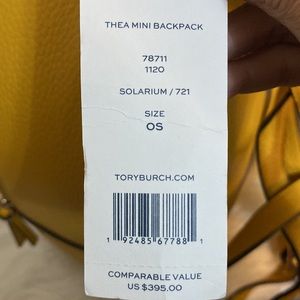 THEA MINI BACKPACK
78711
1120
SOLARIUM / 721
SIZE
OS
TORYBURCH.COM
1 92485 67788 1
COMPARABLE VALUE
US $395.00